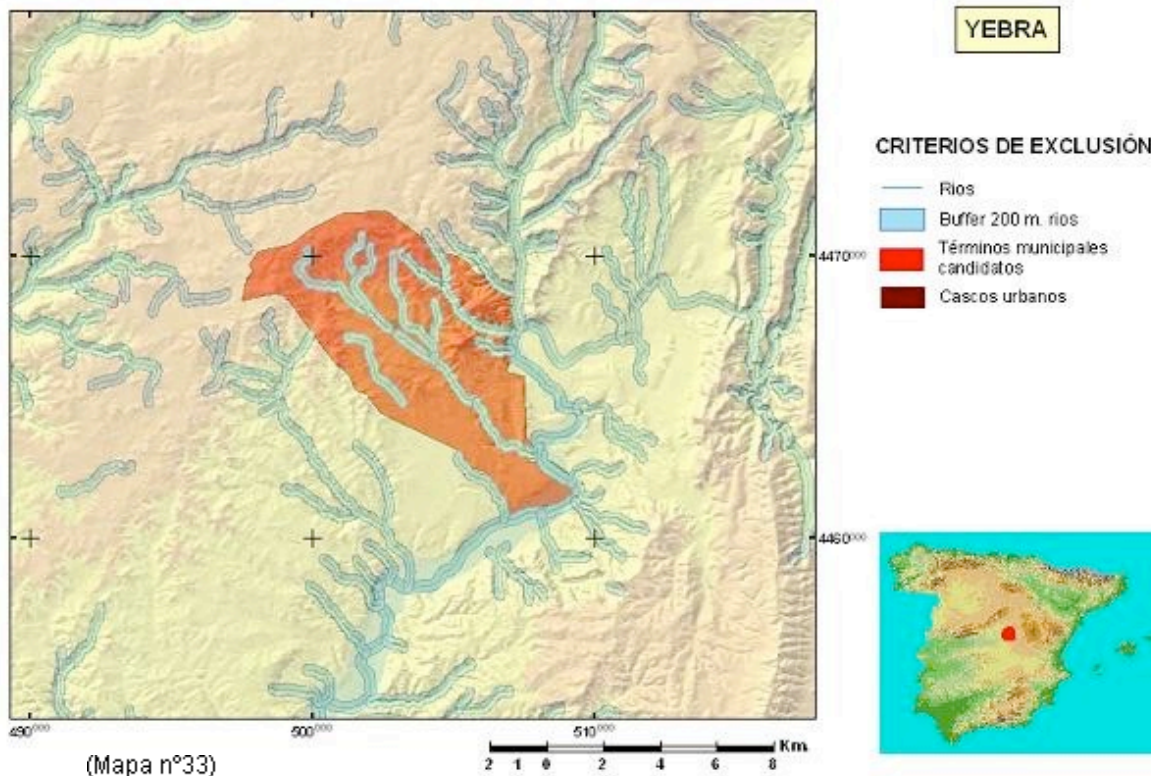 YEBRA
CRITERIOS DE EXCLUSIÓN
Rios
Buffer 200 m. rios
Términos municipales
candidatos
Cascos urbanos
4470000
4460000
490000
500000
510000
Km.
2 1 0 2 4 6 8
(Mapa nº33)